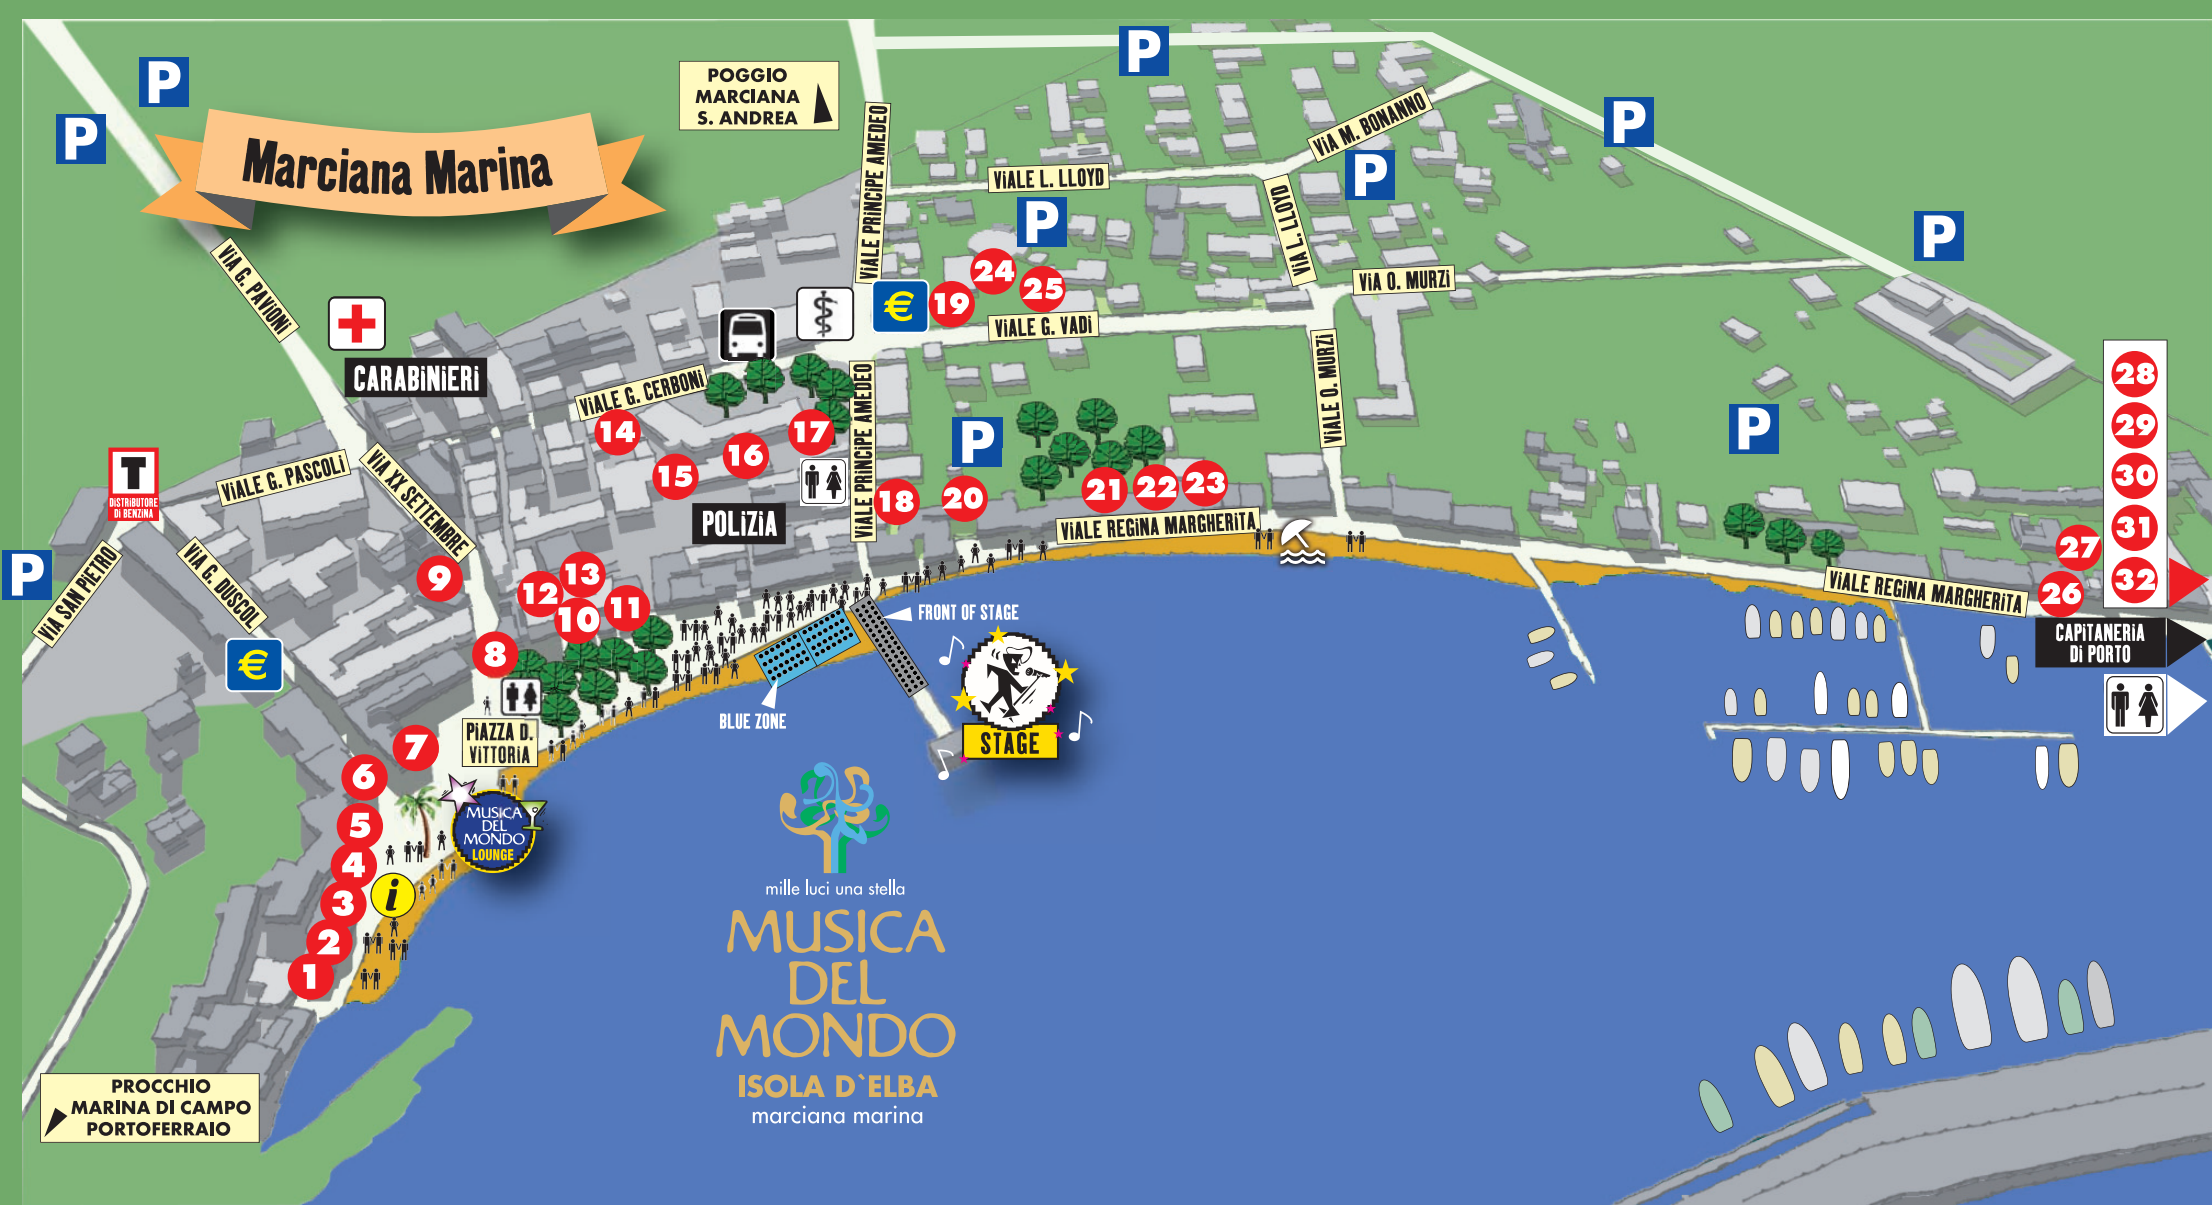 P
P
P
P
P
P
P
P
P
P
P
Marciana Marina
POGGIO
MARCIANA
S. ANDREA
ViALE PRiNCiPE AMEDEO
ViA M. BONANNO
ViALE L. LLOYD
ViA L. LLOYD
ViA O. MURZi
ViALE G. VADi
ViALE O. MURZi
ViA G. PAViONi
CARABiNiERi
ViALE G. CERBONi
ViALE PRiNCiPE AMEDEO
ViALE G. PASCOLi
ViA XX SETTEMBRE
T
DISTRIBUTORE
DI BENZINA
ViA SAN PiETRO
ViA G. DUSCOL
€
€
POLiZiA
ViALE REGiNA MARGHERiTA
ViALE REGiNA MARGHERiTA
24
19
25
14
15
16
17
18
20
21
22
23
28
29
30
31
32
27
26
CAPiTANERiA
Di PORTO
9
12
13
10
11
8
7
6
5
4
3
2
1
i
PiAZZA D.
ViTTORiA
MUSICA
DEL
MONDO
LOUNGE
FRONT OF STAGE
BLUE ZONE
STAGE
mille luci una stella
MUSICA
DEL
MONDO
ISOLA D`ELBA
marciana marina
PROCCHIO
MARINA DI CAMPO
PORTOFERRAIO